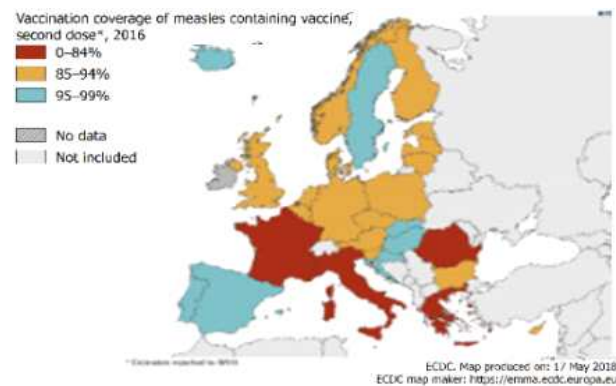 Vaccination coverage of measles containing vaccine,
second dose*, 2016
0–84%
85–94%
95–99%
No data
Not included
ECDC. Map produced on: 17 May 2018
ECDC map maker: https://emma.ecdc.europa.eu